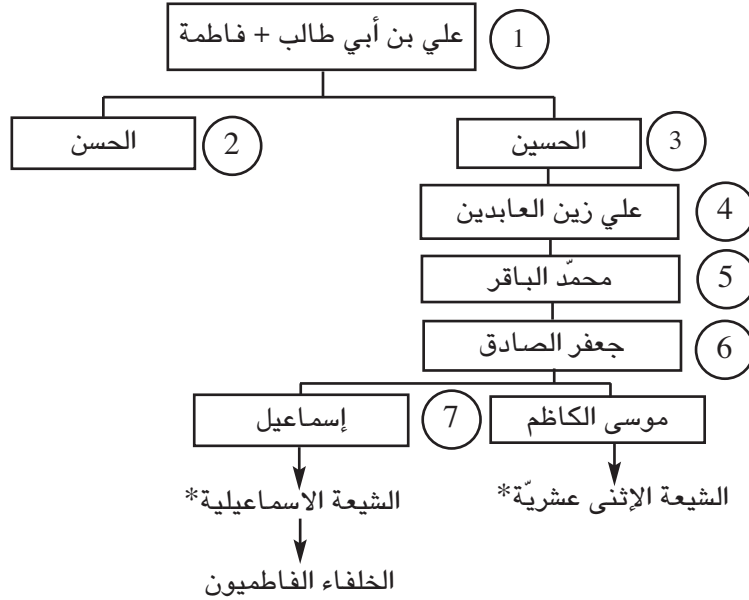 علي بن أبي طالب + فاطمة 1
الحسن 2
الحسين 3
علي زين العابدين 4
محمّد الباقر 5
جعفر الصادق 6
موسى الكاظم
إسماعيل 7
الشيعة الإثنى عشريّة*
الشيعة الاسماعيلية*
الخلفاء الفاطميون